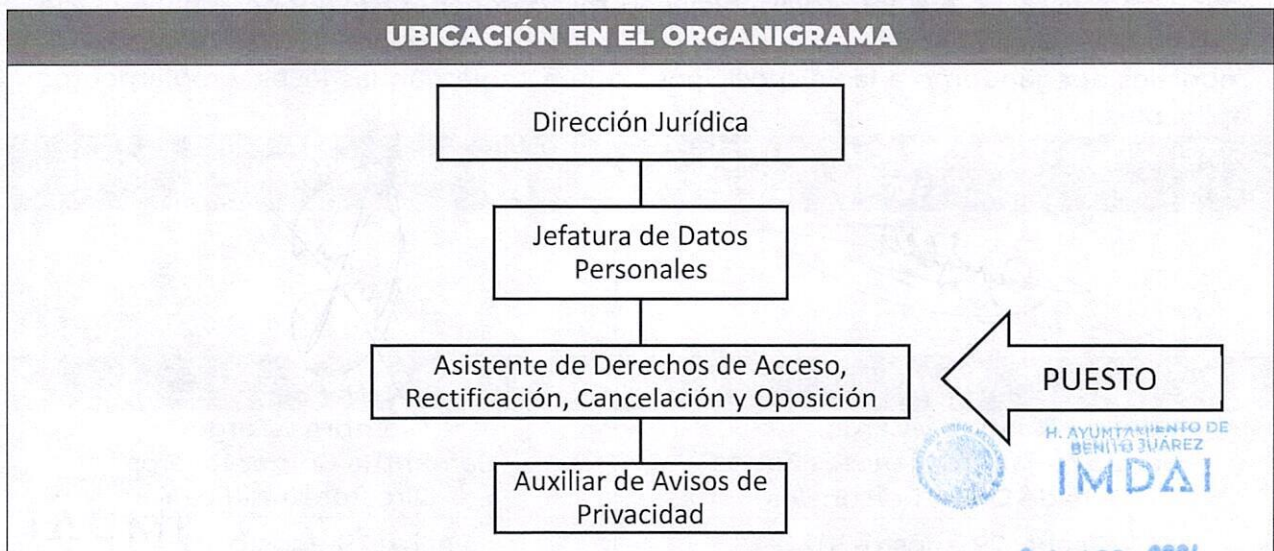 UBICACIÓN EN EL ORGANIGRAMA
Dirección Jurídica
Jefatura de Datos
Personales
Asistente de Derechos de Acceso,
Rectificación, Cancelación y Oposición
PUESTO
H. AYUNTAMIENTO DE
BENITO JUÁREZ
IMDAI
Auxiliar de Avisos de
Privacidad